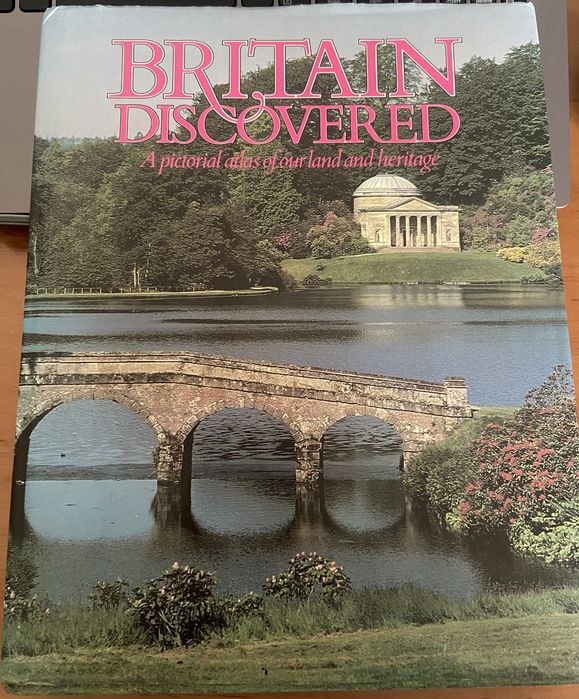 BRITAIN
DISCOVERED
A pictorial atlas of our land and heritage